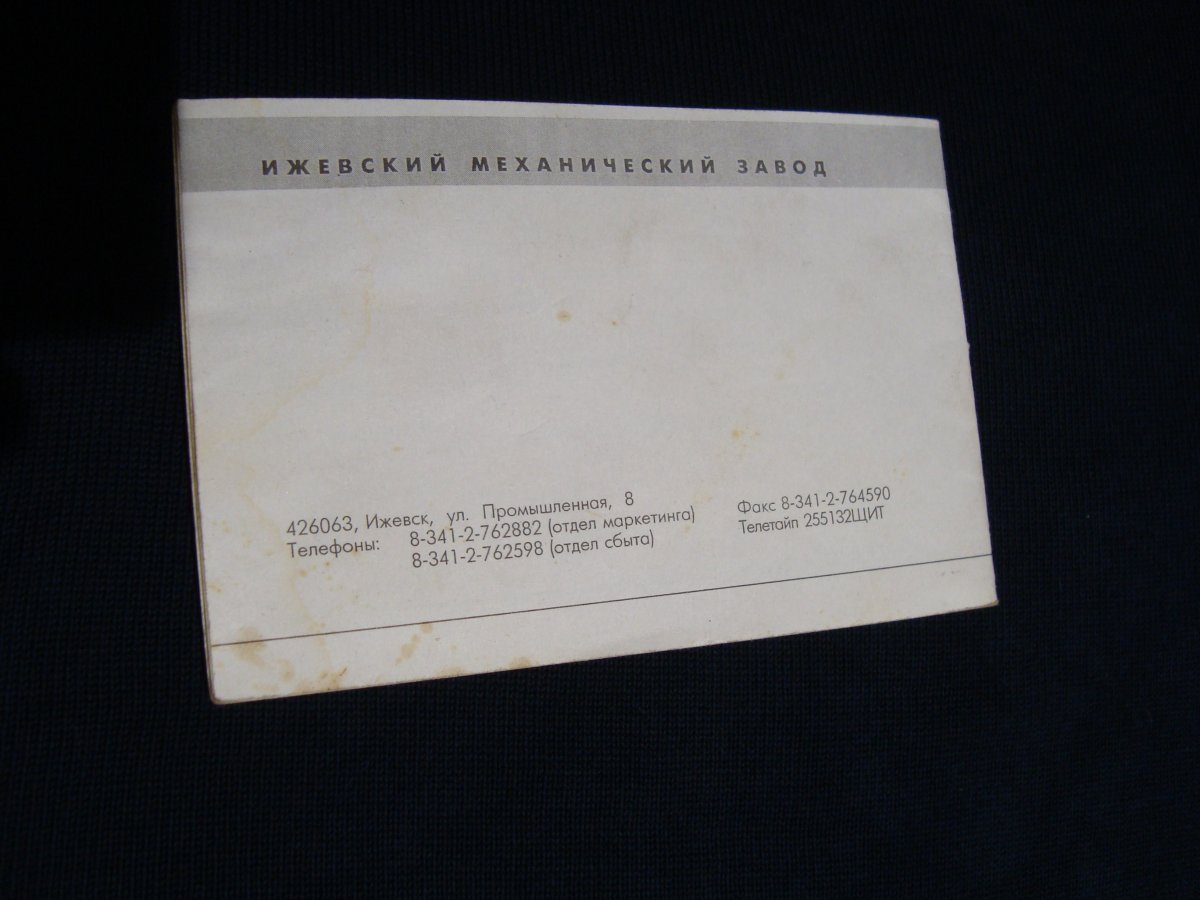 ИЖЕВСКИЙ МЕХАНИЧЕСКИЙ ЗАВОД
426063, Ижевск, ул. Промышленная, 8
Телефоны: 8-341-2-762882 (отдел маркетинга)
8-341-2-762598 (отдел сбыта)
Факс 8-341-2-764590
Телетайп 255132ЩИТ